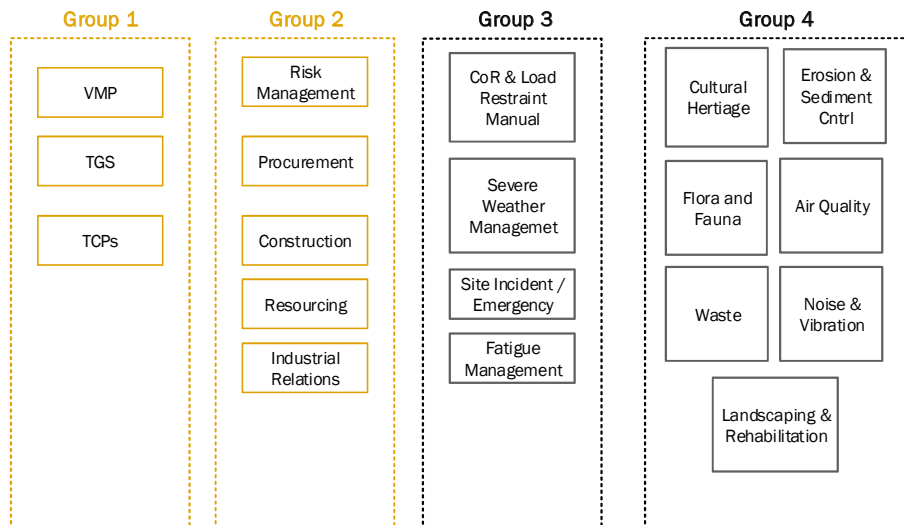 Group 1
VMP
TGS
TCPs
Group 2
Risk
Management
Procurement
Construction
Resourcing
Industrial
Relations
Group 3
CoR & Load
Restraint
Manual
Severe
Weather
Managemet
Site Incident /
Emergency
Fatigue
Management
Group 4
Cultural
Hertiage
Erosion &
Sediment
Cntrl
Flora and
Fauna
Air Quality
Waste
Noise &
Vibration
Landscaping &
Rehabilitation